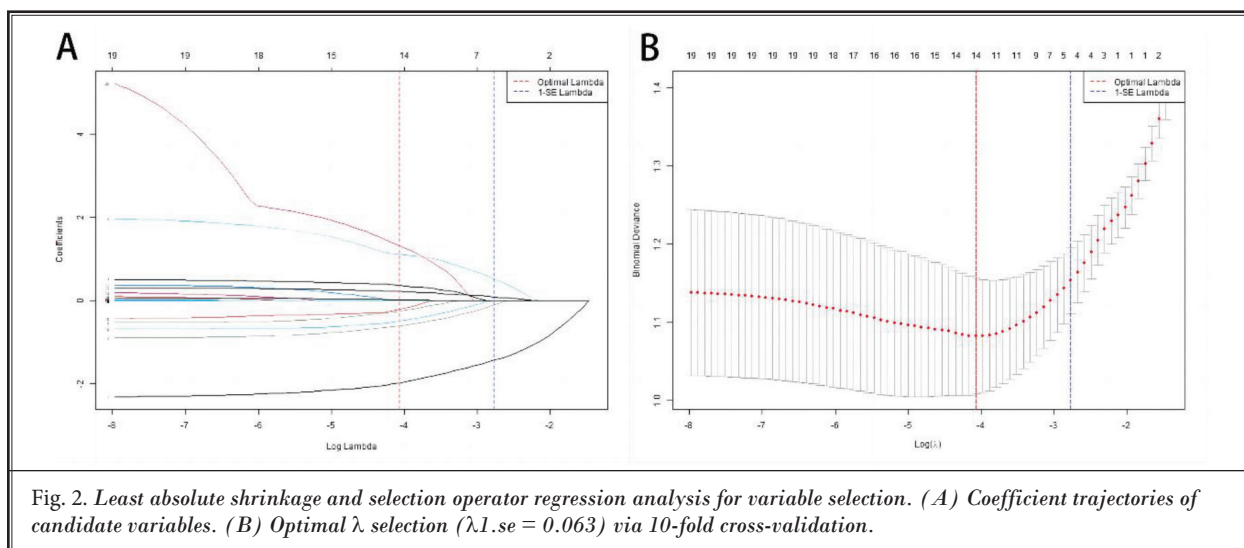 A
19 19 18 15 14 7 2
Optimal Lambda
1-SE Lambda
4
2
0
-2
Coefficients
-8 -7 -6 -5 -4 -3 -2
Log Lambda
B
19 19 19 19 19 19 19 18 17 16 16 16 15 14 14 11 11 9 7 5 4 4 3 1 1 1 2
Optimal Lambda
1-SE Lambda
1.4
1.3
1.2
1.1
1.0
Binomial Deviance
-8 -7 -6 -5 -4 -3 -2
Log(λ)
Fig. 2. Least absolute shrinkage and selection operator regression analysis for variable selection. (A) Coefficient trajectories of
candidate variables. (B) Optimal λ selection (λ1.se = 0.063) via 10-fold cross-validation.